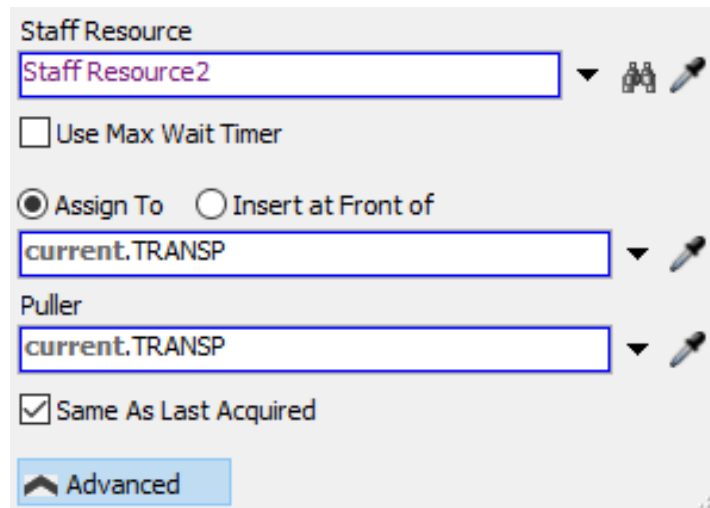 Staff Resource
Staff Resource2
Use Max Wait Timer
Assign To Insert at Front of
current.TRANSP
Puller
current.TRANSP
Same As Last Acquired
Advanced